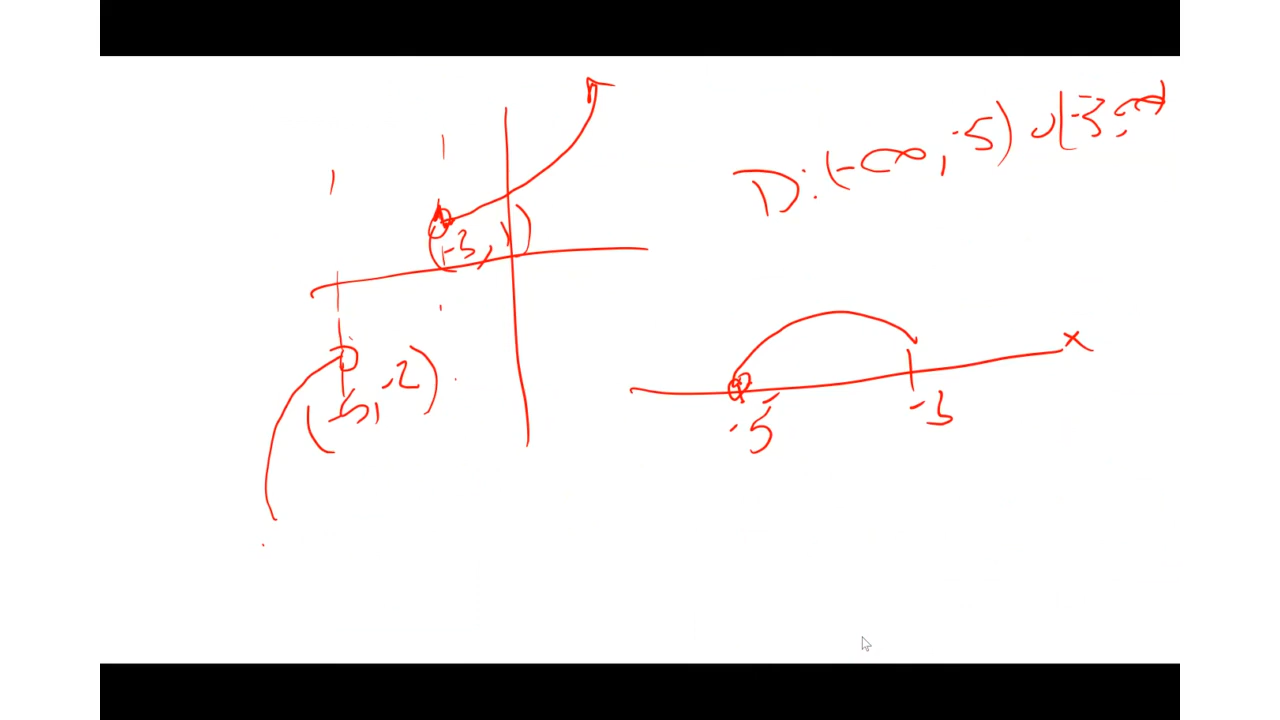 D: (-∞, -5) ∪ [-3, ∞)
(-3, 1)
(-5, -2)
x
-5
-3